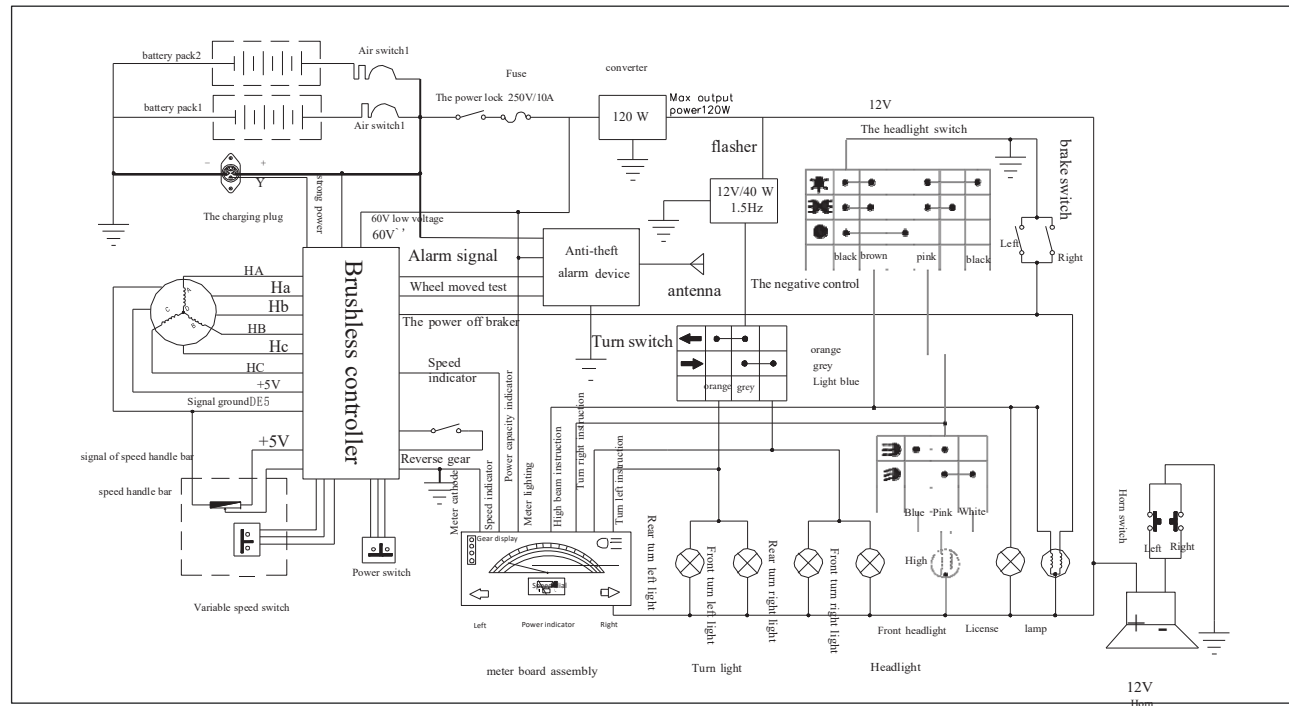 battery pack2
Air switch1
battery pack1
Air switch1
Fuse
The power lock 250V/10A
converter
120 W
Max output
power120W
12V
The headlight switch
brake switch
flasher
12V/40 W
1.5Hz
Left
Right
black
brown
pink
black
The negative control
−
+
Y
The charging plug
strong power
60V low voltage
60V
Alarm signal
Anti-theft
alarm device
antenna
Wheel moved test
The power off braker
Brushless controller
HA
Ha
Hb
HB
Hc
HC
A
B
C
+5V
Signal groundDE5
+5V
signal of speed handle bar
speed handle bar
Variable speed switch
Power switch
Speed
indicator
Reverse gear
Turn switch
orange
grey
orange
grey
Light blue
Blue
Pink
White
Meter cathode
Speed indicator
Power capacity indicator
Meter lighting
High beam instruction
Turn right instruction
Turn left instruction
Gear display
Left
Power indicator
Right
meter board assembly
Rear turn left light
Front turn left light
Rear turn right light
Front turn right light
Turn light
High
Front headlight
License
lamp
Headlight
Horn switch
Left
Right
+
-
12V
Horn